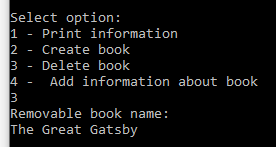 Select option:
1 - Print information
2 - Create book
3 - Delete book
4 -  Add information about book
3
Removable book name:
The Great Gatsby